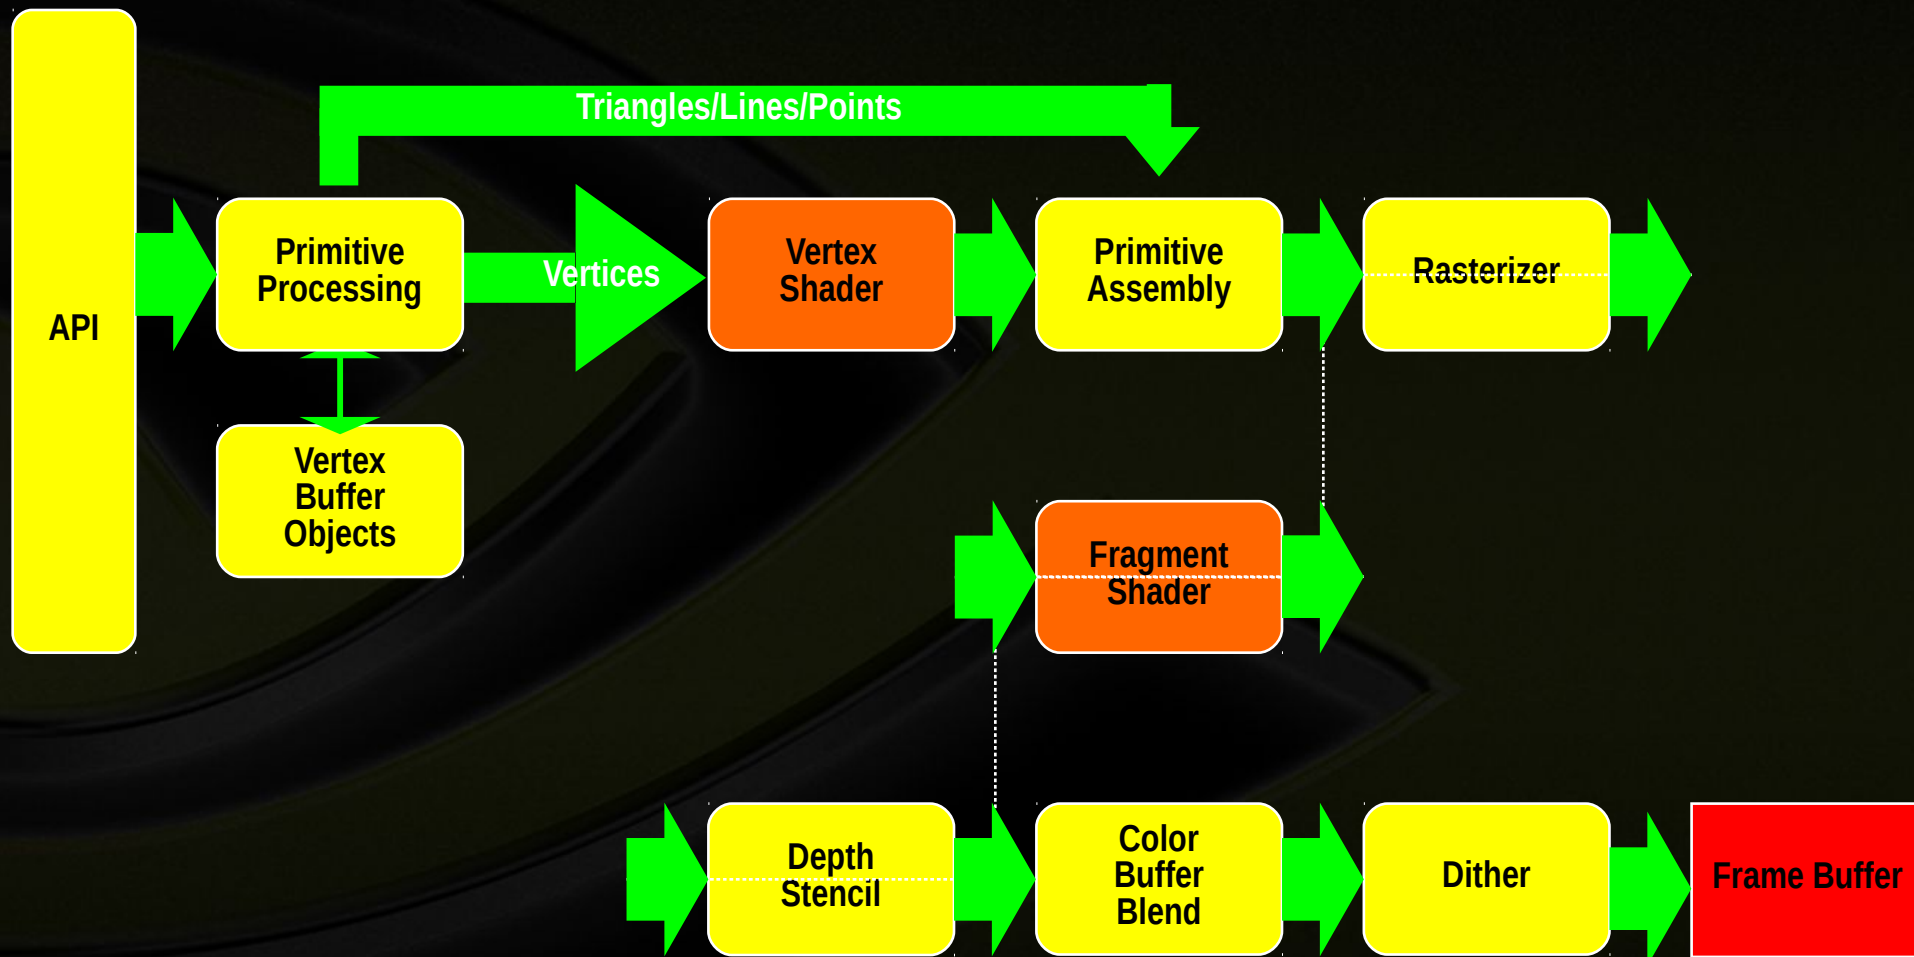 Triangles/Lines/Points
API
Primitive
Processing
Vertices
Vertex
Shader
Primitive
Assembly
Rasterizer
Vertex
Buffer
Objects
Fragment
Shader
Depth
Stencil
Color
Buffer
Blend
Dither
Frame Buffer